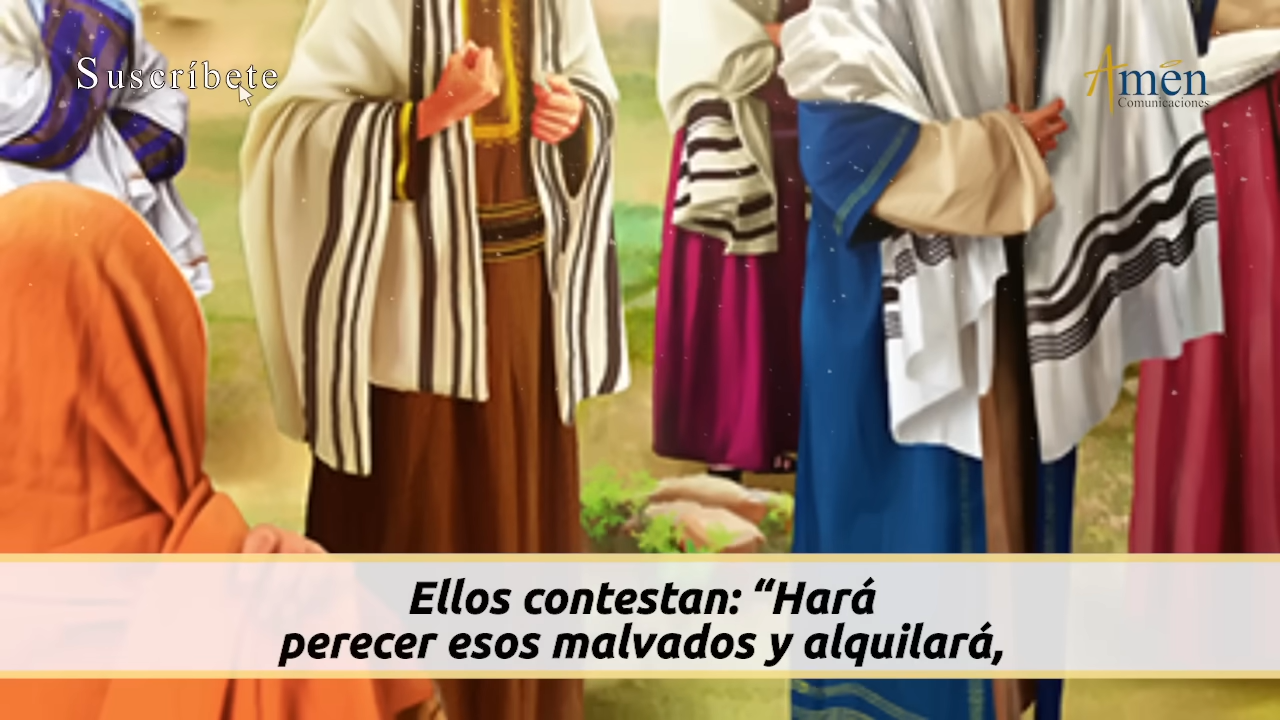 Suscríbete
Amén
Comunicaciones
Ellos contestan: “Hará
perecer esos malvados y alquilará,